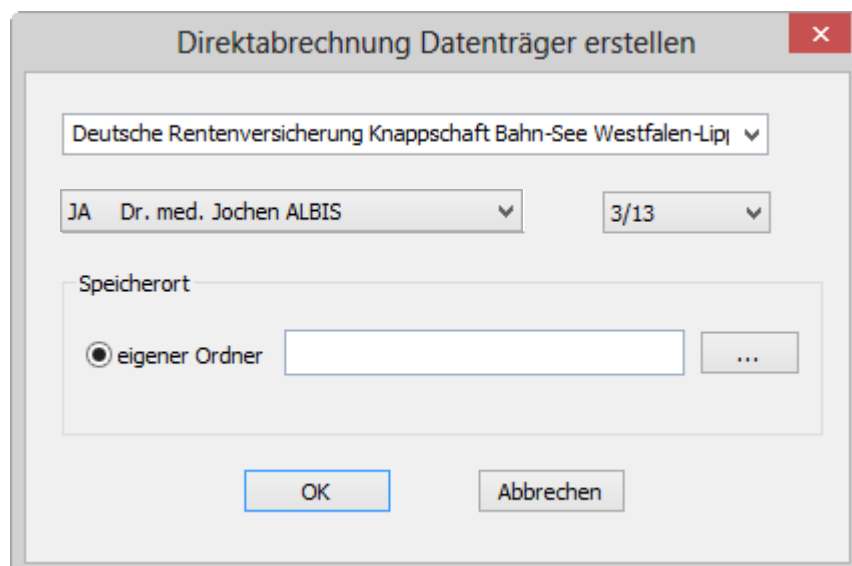 Direktabrechnung Datenträger erstellen
Deutsche Rentenversicherung Knappschaft Bahn-See Westfalen-Lip
JA Dr. med. Jochen ALBIS 3/13
Speicherort
eigener Ordner ...
OK Abbrechen